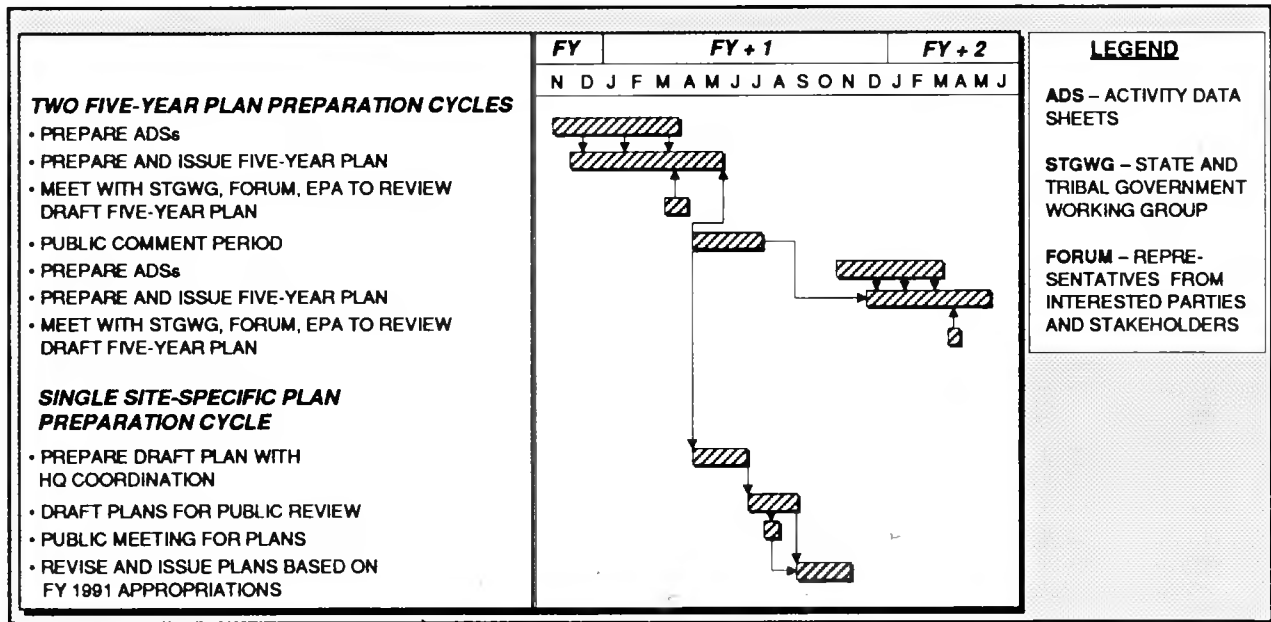 FY FY + 1 FY + 2
N D J F M A M J J A S O N D J F M A M J
TWO FIVE-YEAR PLAN PREPARATION CYCLES
• PREPARE ADSs
• PREPARE AND ISSUE FIVE-YEAR PLAN
• MEET WITH STGWG, FORUM, EPA TO REVIEW
DRAFT FIVE-YEAR PLAN
• PUBLIC COMMENT PERIOD
• PREPARE ADSs
• PREPARE AND ISSUE FIVE-YEAR PLAN
• MEET WITH STGWG, FORUM, EPA TO REVIEW
DRAFT FIVE-YEAR PLAN
SINGLE SITE-SPECIFIC PLAN
PREPARATION CYCLE
• PREPARE DRAFT PLAN WITH
HQ COORDINATION
• DRAFT PLANS FOR PUBLIC REVIEW
• PUBLIC MEETING FOR PLANS
• REVISE AND ISSUE PLANS BASED ON
FY 1991 APPROPRIATIONS
LEGEND
ADS – ACTIVITY DATA
SHEETS
STGWG – STATE AND
TRIBAL GOVERNMENT
WORKING GROUP
FORUM – REPRE-
SENTATIVES FROM
INTERESTED PARTIES
AND STAKEHOLDERS